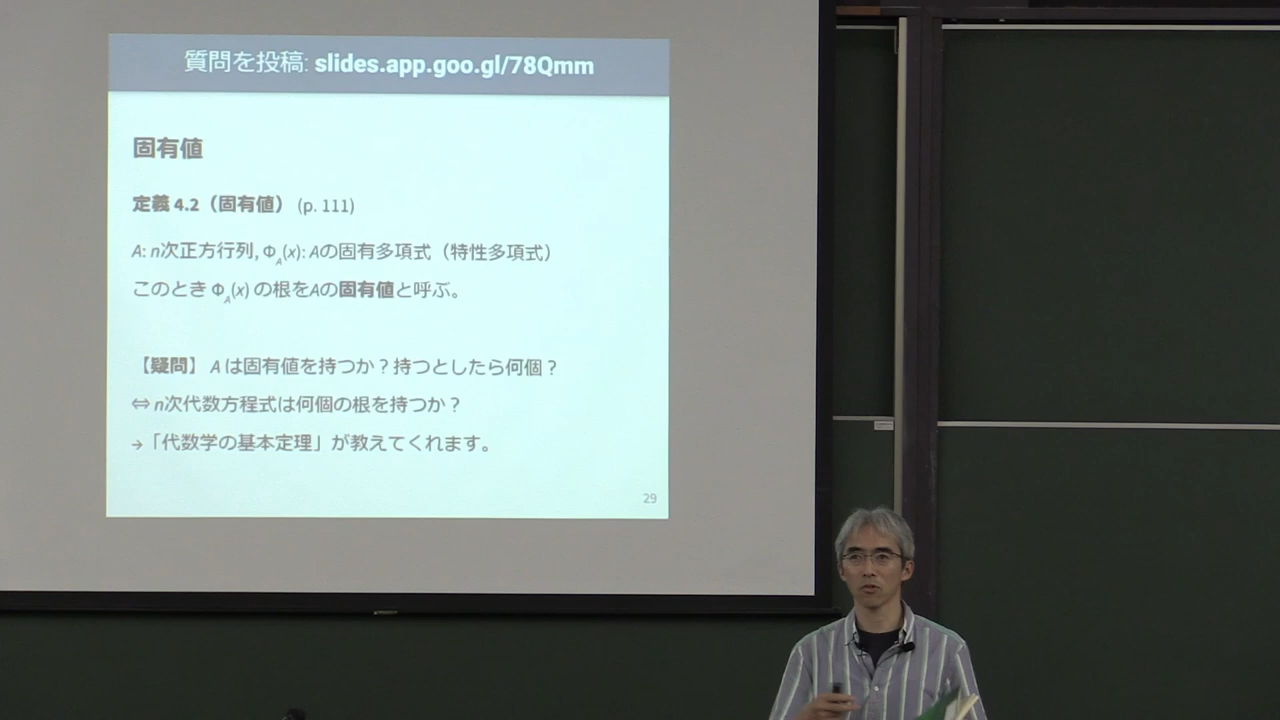 質問を投稿: slides.app.goo.gl/78Qmm
固有値
定義 4.2（固有値） (p. 111)
A: n次正方行列, Φ_A(x): Aの固有多項式（特性多項式）
このとき Φ_A(x) の根をAの固有値と呼ぶ。
【疑問】 A は固有値を持つか？持つとしたら何個？
⇔ n次代数方程式は何個の根を持つか？
→「代数学の基本定理」が教えてくれます。
29